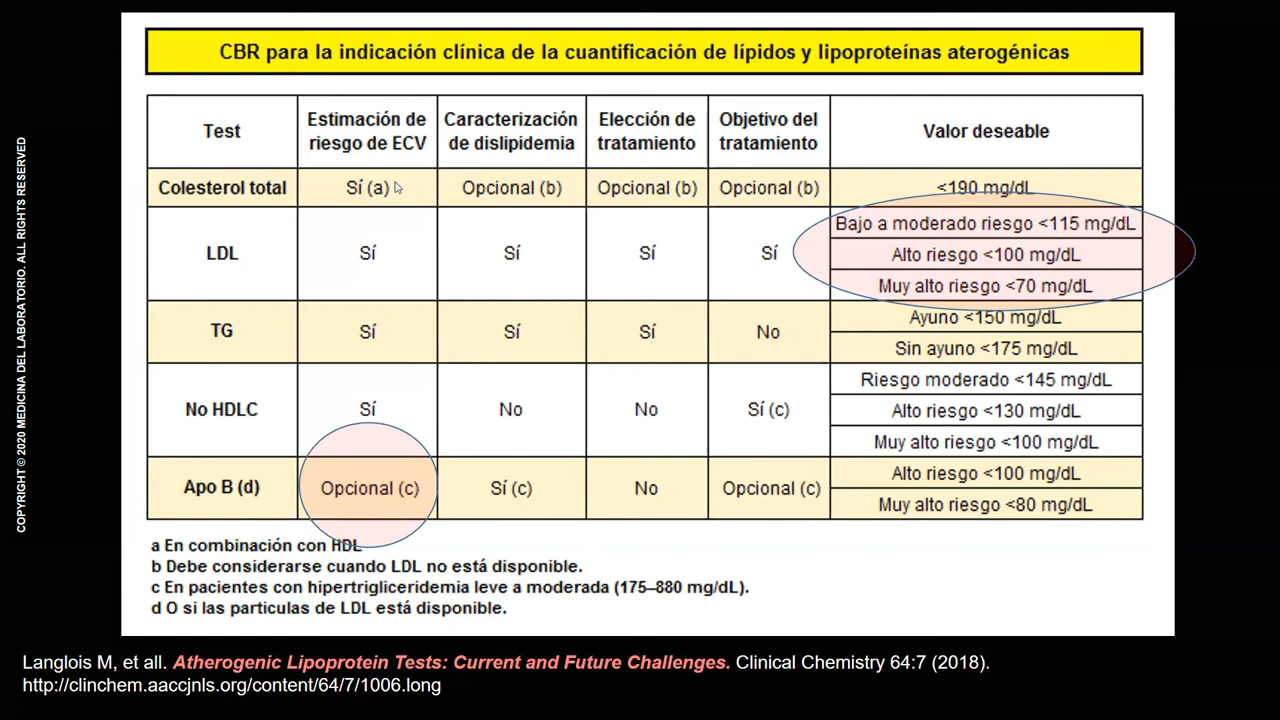 COPYRIGHT © 2020 MEDICINA DEL LABORATORIO. ALL RIGHTS RESERVED
CBR para la indicación clínica de la cuantificación de lípidos y lipoproteínas aterogénicas
Test
Estimación de
riesgo de ECV
Caracterización
de dislipidemia
Elección de
tratamiento
Objetivo del
tratamiento
Valor deseable
Colesterol total
Sí (a)
Opcional (b)
Opcional (b)
Opcional (b)
<190 mg/dL
LDL
Sí
Sí
Sí
Sí
Bajo a moderado riesgo <115 mg/dL
Alto riesgo <100 mg/dL
Muy alto riesgo <70 mg/dL
TG
Sí
Sí
Sí
No
Ayuno <150 mg/dL
Sin ayuno <175 mg/dL
No HDLC
Sí
No
No
Sí (c)
Riesgo moderado <145 mg/dL
Alto riesgo <130 mg/dL
Muy alto riesgo <100 mg/dL
Apo B (d)
Opcional (c)
Sí (c)
No
Opcional (c)
Alto riesgo <100 mg/dL
Muy alto riesgo <80 mg/dL
a En combinación con HDL
b Debe considerarse cuando LDL no está disponible.
c En pacientes con hipertrigliceridemia leve a moderada (175–880 mg/dL).
d O si las particulas de LDL está disponible.
Langlois M, et all. Atherogenic Lipoprotein Tests: Current and Future Challenges. Clinical Chemistry 64:7 (2018).
http://clinchem.aaccjnls.org/content/64/7/1006.long